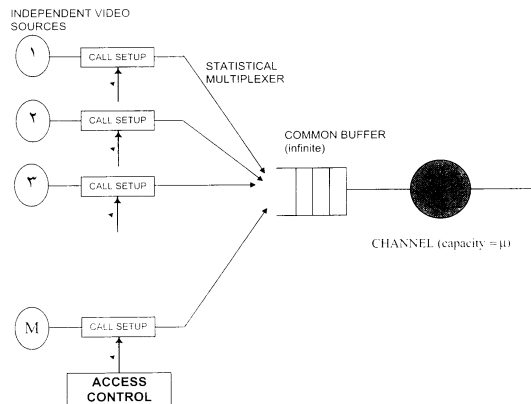 INDEPENDENT VIDEO
SOURCES
١
CALL SETUP
STATISTICAL
MULTIPLEXER
٢
CALL SETUP
COMMON BUFFER
(infinite)
٣
CALL SETUP
CHANNEL (capacity = μ)
M
CALL SETUP
ACCESS
CONTROL